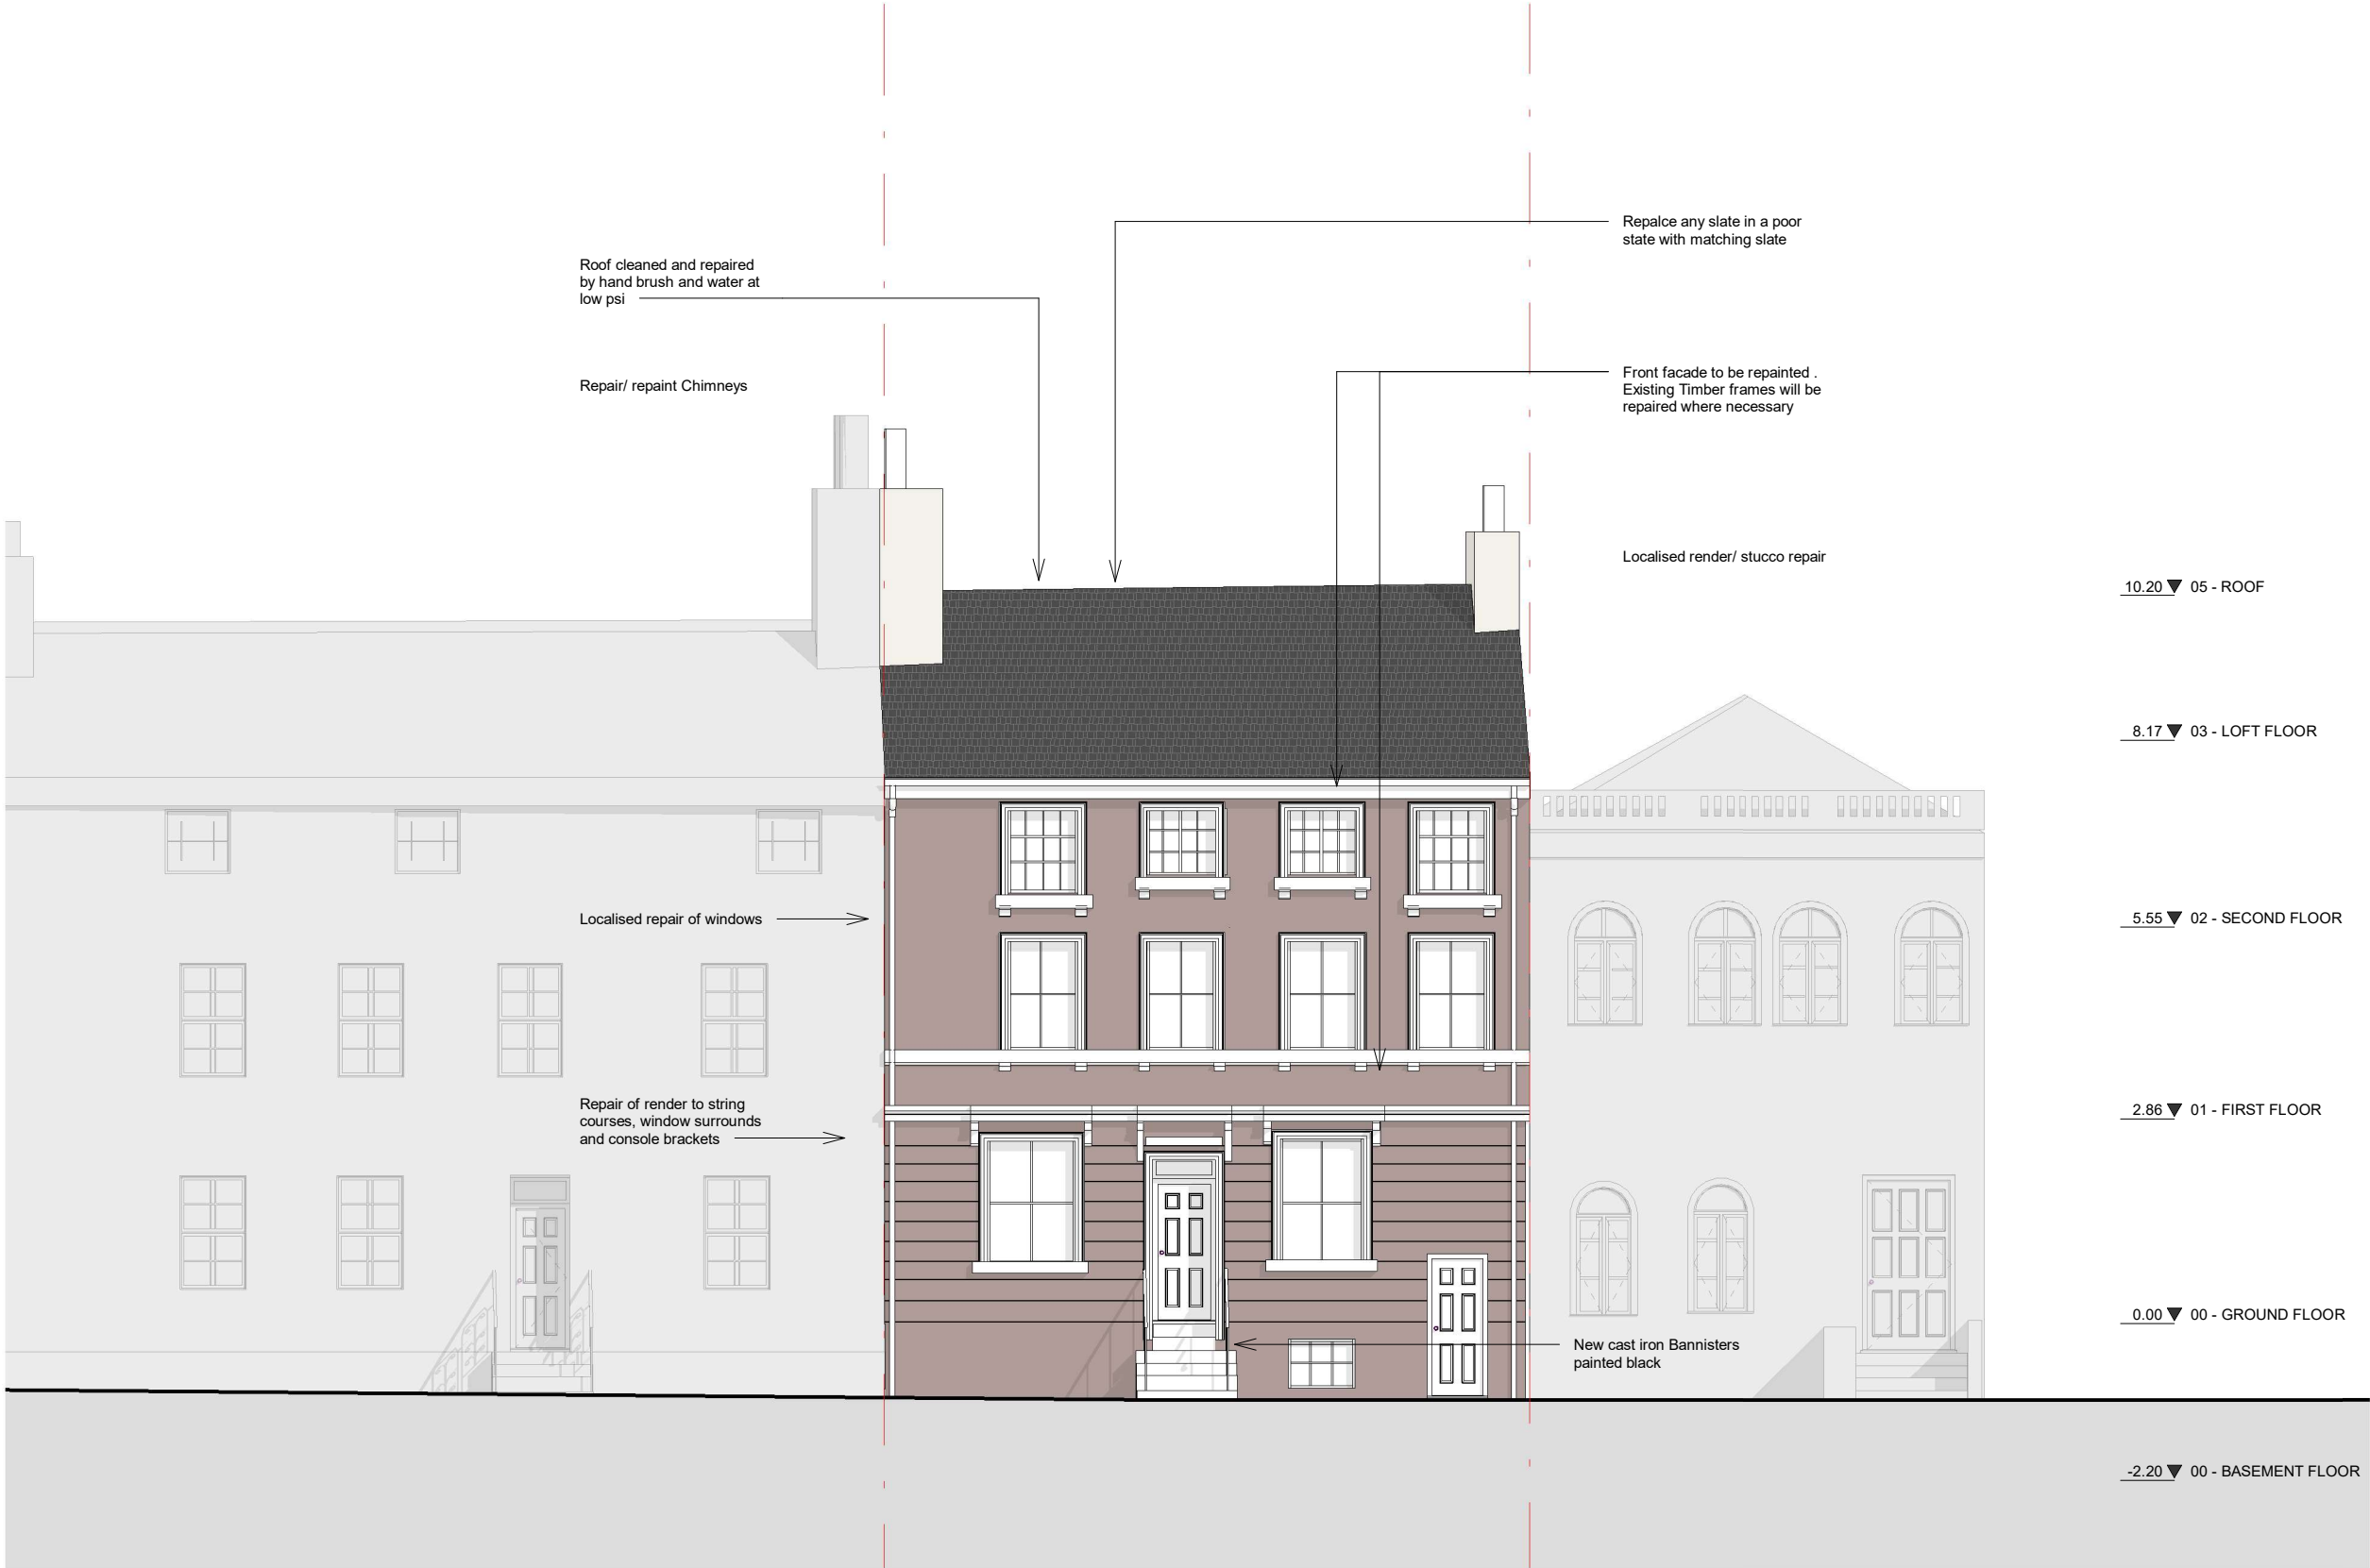 Repalce any slate in a poor
state with matching slate
Roof cleaned and repaired
by hand brush and water at
low psi
Repair/ repaint Chimneys
Front facade to be repainted .
Existing Timber frames will be
repaired where necessary
Localised render/ stucco repair
10.20 05 - ROOF
8.17 03 - LOFT FLOOR
Localised repair of windows
5.55 02 - SECOND FLOOR
Repair of render to string
courses, window surrounds
and console brackets
2.86 01 - FIRST FLOOR
0.00 00 - GROUND FLOOR
New cast iron Bannisters
painted black
-2.20 00 - BASEMENT FLOOR